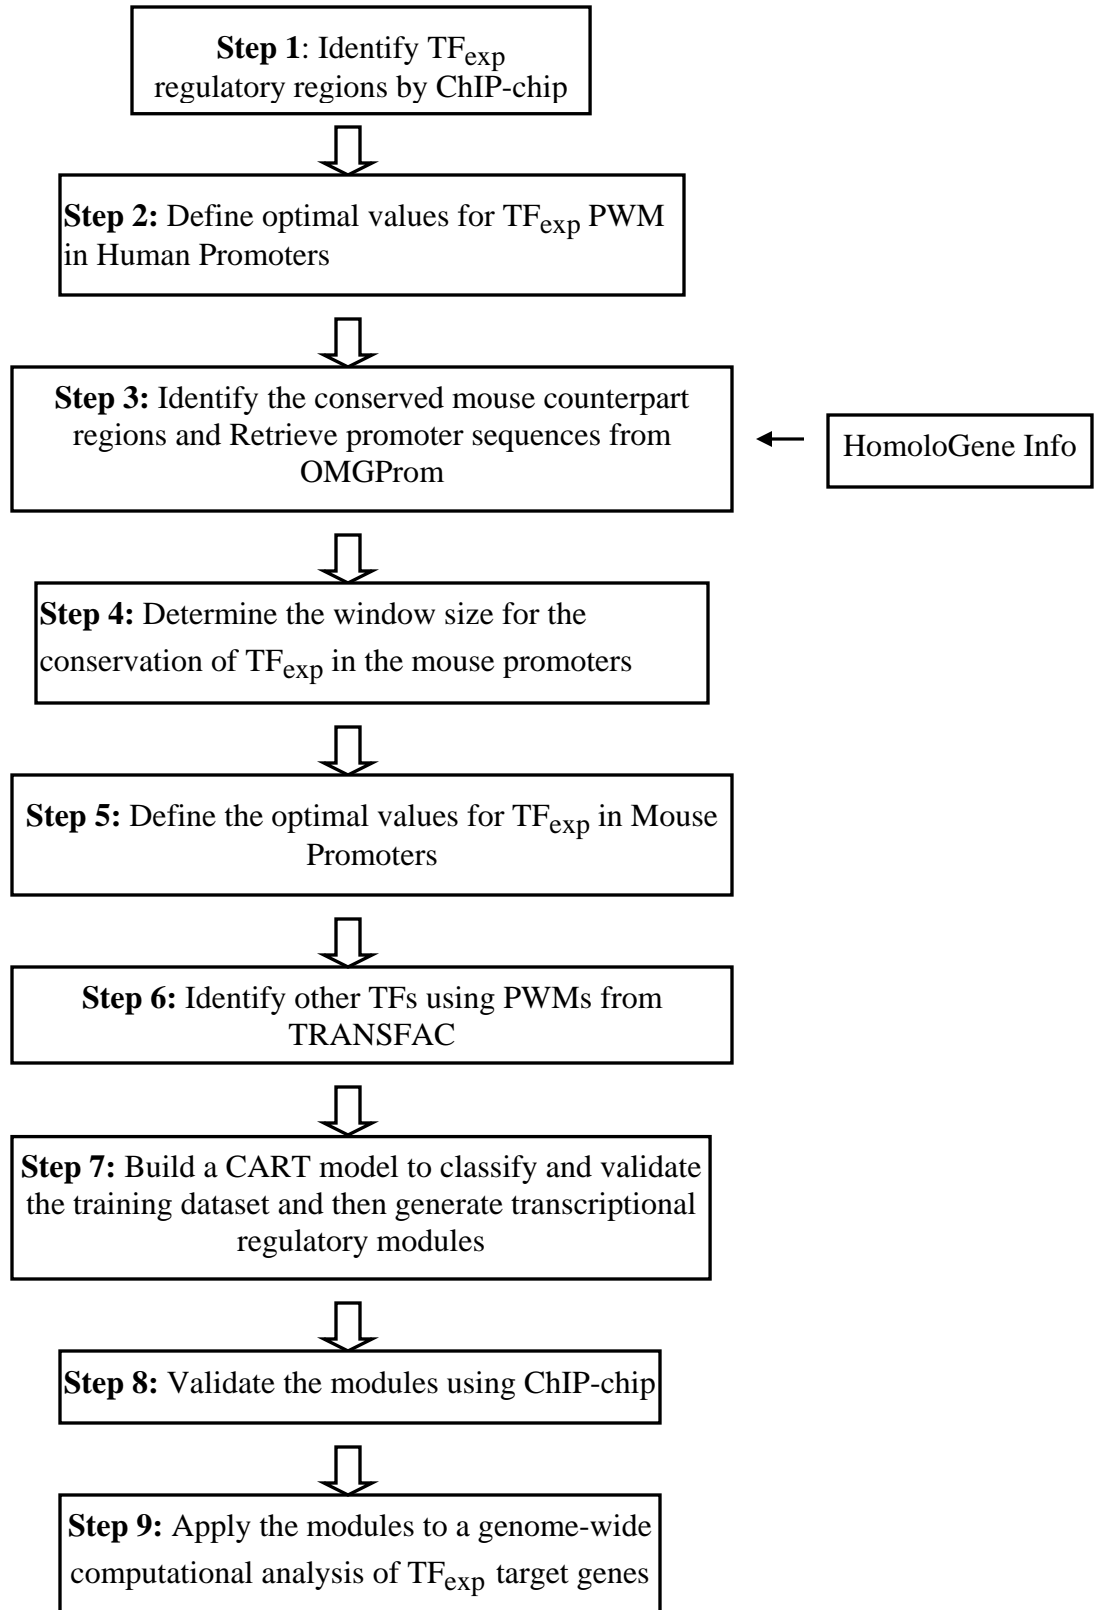 Step 1: Identify TFexp
regulatory regions by ChIP-chip
Step 2: Define optimal values for TFexp PWM
in Human Promoters
Step 3: Identify the conserved mouse counterpart
regions and Retrieve promoter sequences from
OMGProm
HomoloGene Info
Step 4: Determine the window size for the
conservation of TFexp in the mouse promoters
Step 5: Define the optimal values for TFexp in Mouse
Promoters
Step 6: Identify other TFs using PWMs from
TRANSFAC
Step 7: Build a CART model to classify and validate
the training dataset and then generate transcriptional
regulatory modules
Step 8: Validate the modules using ChIP-chip
Step 9: Apply the modules to a genome-wide
computational analysis of TFexp target genes